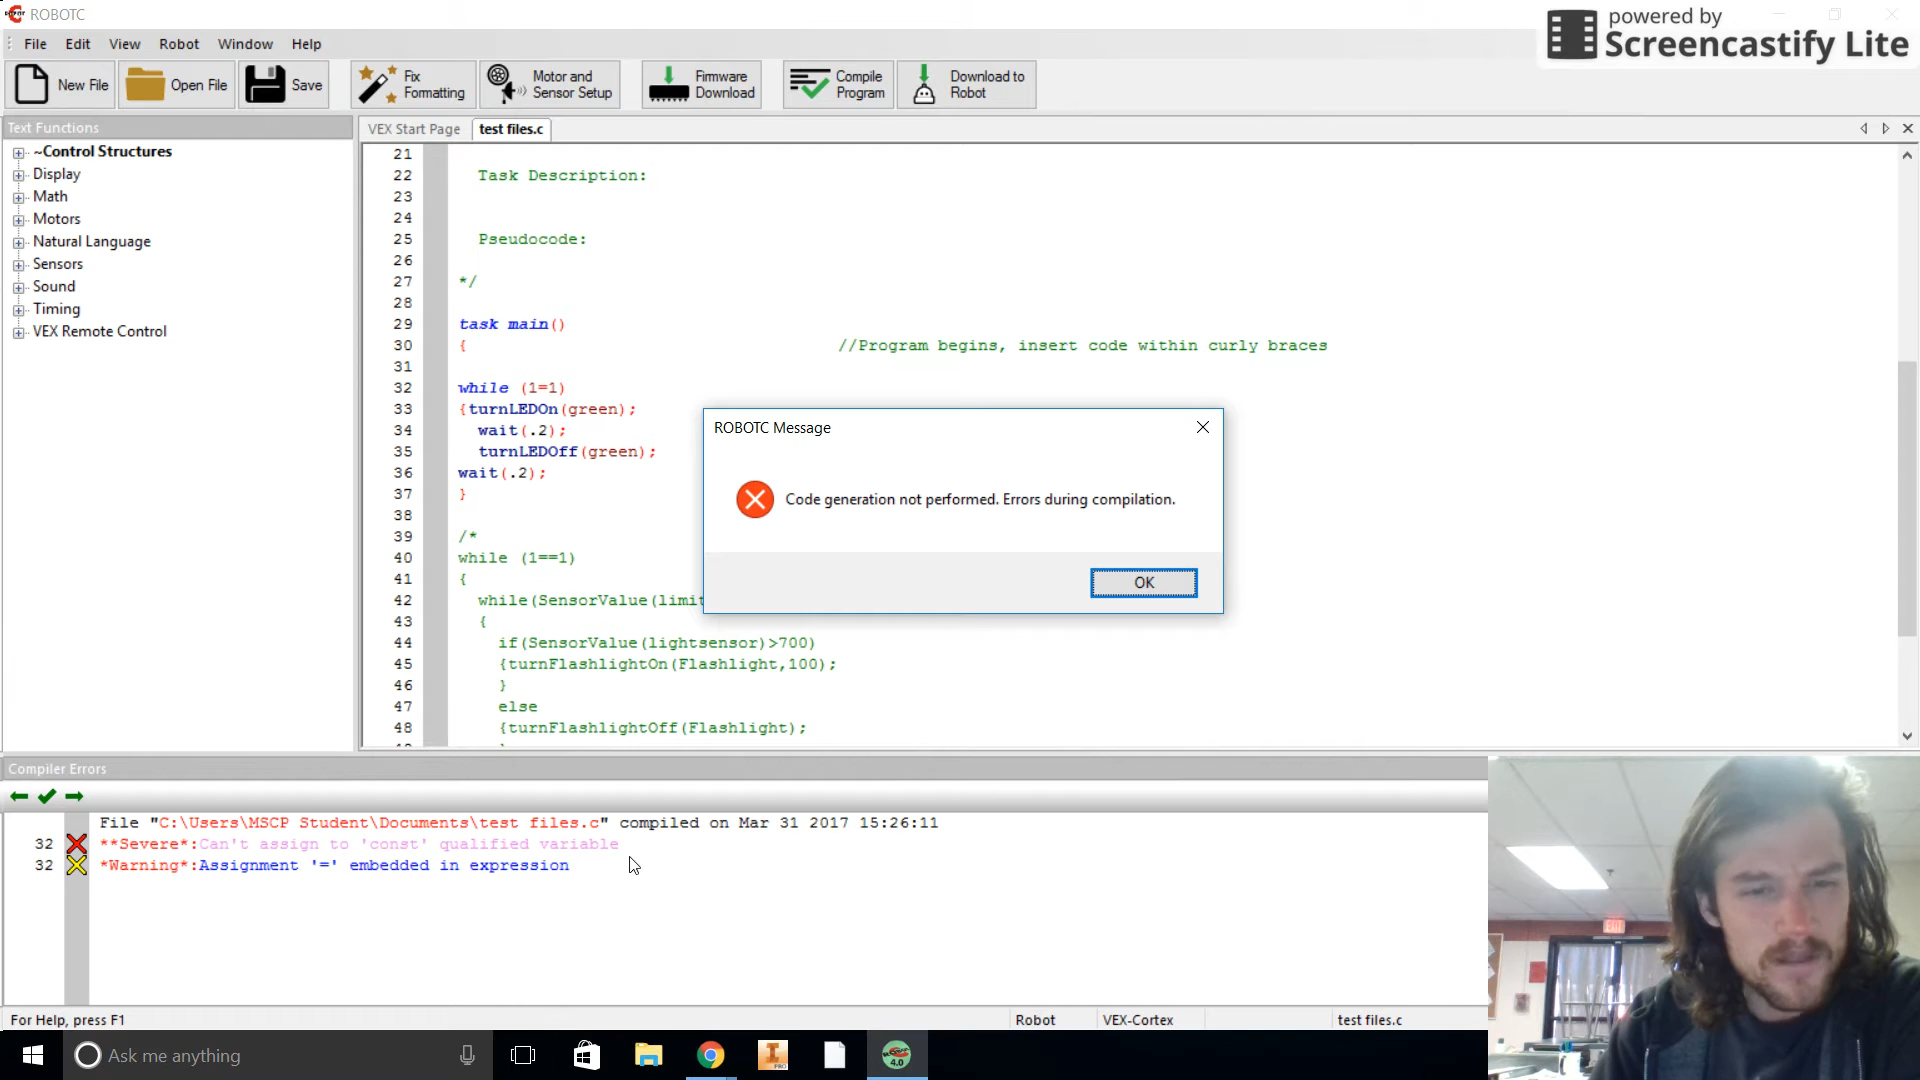 ROBOTC
powered by
Screencastify Lite
File Edit View Robot Window Help
New File
Open File
Save
Fix
Formatting
Motor and
Sensor Setup
Firmware
Download
Compile
Program
Download to
Robot
Text Functions
~Control Structures
Display
Math
Motors
Natural Language
Sensors
Sound
Timing
VEX Remote Control
VEX Start Page test files.c
21
22 Task Description:
23
24
25 Pseudocode:
26
27 */
28
29 task main()
30 { //Program begins, insert code within curly braces
31
32 while (1=1)
33 {turnLEDOn(green);
34 wait(.2);
35 turnLEDOff(green);
36 wait(.2);
37 }
38
39 /*
40 while (1==1)
41 {
42 while(SensorValue(limit
43 {
44 if(SensorValue(lightsensor)>700)
45 {turnFlashlightOn(Flashlight,100);
46 }
47 else
48 {turnFlashlightOff(Flashlight);
ROBOTC Message
Code generation not performed. Errors during compilation.
OK
Compiler Errors
File "C:\Users\MSCP Student\Documents\test files.c" compiled on Mar 31 2017 15:26:11
32 **Severe*:Can't assign to 'const' qualified variable
32 *Warning*:Assignment '=' embedded in expression
For Help, press F1
Robot
VEX-Cortex
test files.c
Ask me anything
PRO
4.0
EXIT